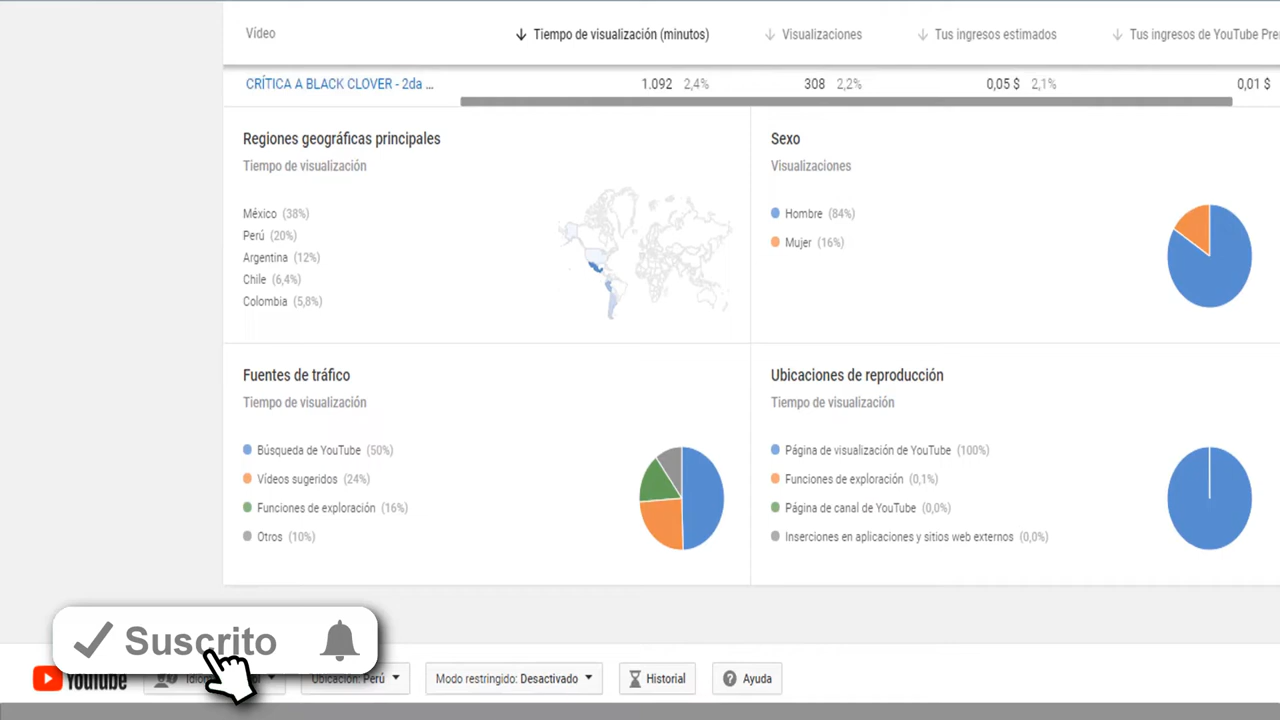 Vídeo
Tiempo de visualización (minutos)
Visualizaciones
Tus ingresos estimados
Tus ingresos de YouTube
CRÍTICA A BLACK CLOVER - 2da ...
1.092 2,4%
308 2,2%
0,05 $ 2,1%
0,01 $
Regiones geográficas principales
Tiempo de visualización
México (38%)
Perú (20%)
Argentina (12%)
Chile (6,4%)
Colombia (5,8%)
Sexo
Visualizaciones
Hombre (84%)
Mujer (16%)
Fuentes de tráfico
Tiempo de visualización
Búsqueda de YouTube (50%)
Vídeos sugeridos (24%)
Funciones de exploración (16%)
Otros (10%)
Ubicaciones de reproducción
Tiempo de visualización
Página de visualización de YouTube (100%)
Funciones de exploración (0,1%)
Página de canal de YouTube (0,0%)
Inserciones en aplicaciones y sitios web externos (0,0%)
Suscrito
YouTube
Ubicación: Perú
Modo restringido: Desactivado
Historial
Ayuda